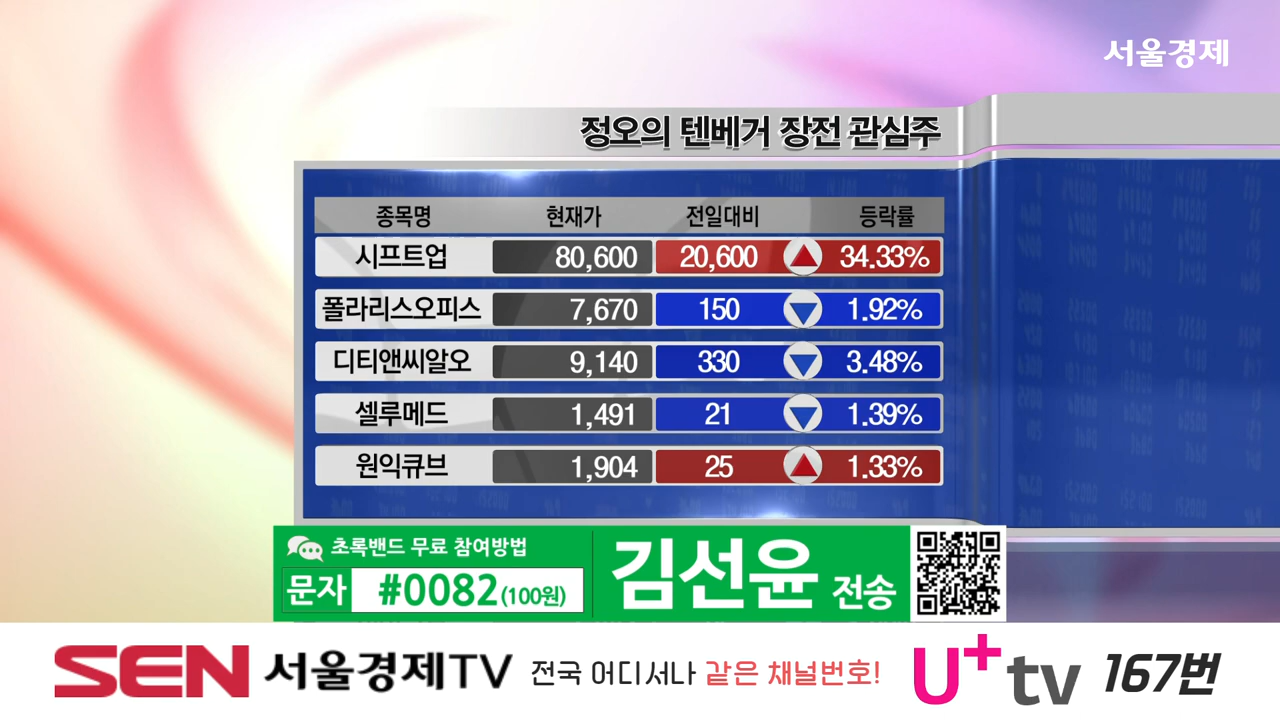 서울경제
정오의 텐베거 장전 관심주
종목명 현재가 전일대비 등락률
시프트업 80,600 20,600 ▲ 34.33%
폴라리스오피스 7,670 150 ▼ 1.92%
디티앤씨알오 9,140 330 ▼ 3.48%
셀루메드 1,491 21 ▼ 1.39%
원익큐브 1,904 25 ▲ 1.33%
초록밴드 무료 참여방법
문자 #0082(100원)
김선윤 전송
SEN 서울경제TV 전국 어디서나 같은 채널번호! U+tv 167번